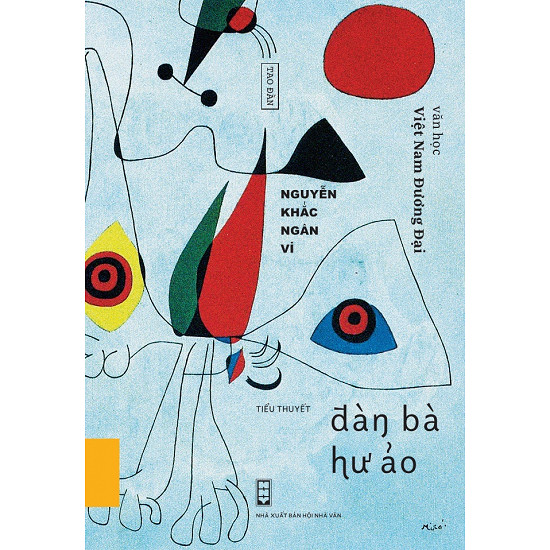 TAO ĐÀN
văn học
Việt Nam Đương Đại
NGUYỄN
KHẮC
NGÂN
VI
TIỂU THUYẾT
đàn bà
hư ảo
NHÀ XUẤT BẢN HỘI NHÀ VĂN
Miró.